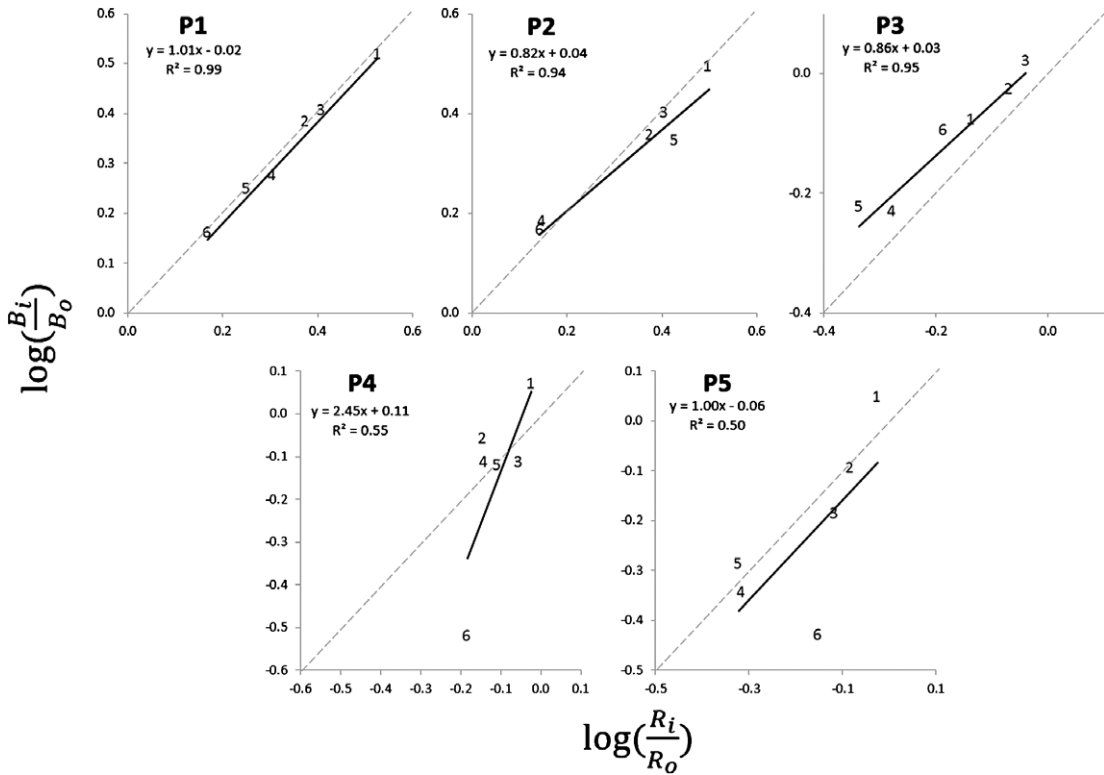 P1
y = 1.01x - 0.02
R² = 0.99
0.6
0.5
0.4
0.3
0.2
0.1
0.0
0.0 0.2 0.4 0.6
1
3
2
5 4
6
P2
y = 0.82x + 0.04
R² = 0.94
0.6
0.4
0.2
0.0
0.0 0.2 0.4 0.6
1
3
2 5
4
6
P3
y = 0.86x + 0.03
R² = 0.95
0.0
-0.2
-0.4
-0.4 -0.2 0.0
3
2
1
6
5 4
log(B_i/B_o)
P4
y = 2.45x + 0.11
R² = 0.55
0.1
0.0
-0.1
-0.2
-0.3
-0.4
-0.5
-0.6
-0.6 -0.5 -0.4 -0.3 -0.2 -0.1 0.0 0.1
1
2
4 5 3
6
P5
y = 1.00x - 0.06
R² = 0.50
0.1
0.0
-0.1
-0.2
-0.3
-0.4
-0.5
-0.5 -0.3 -0.1 0.1
1
2
3
5
4
6
log(R_i/R_o)